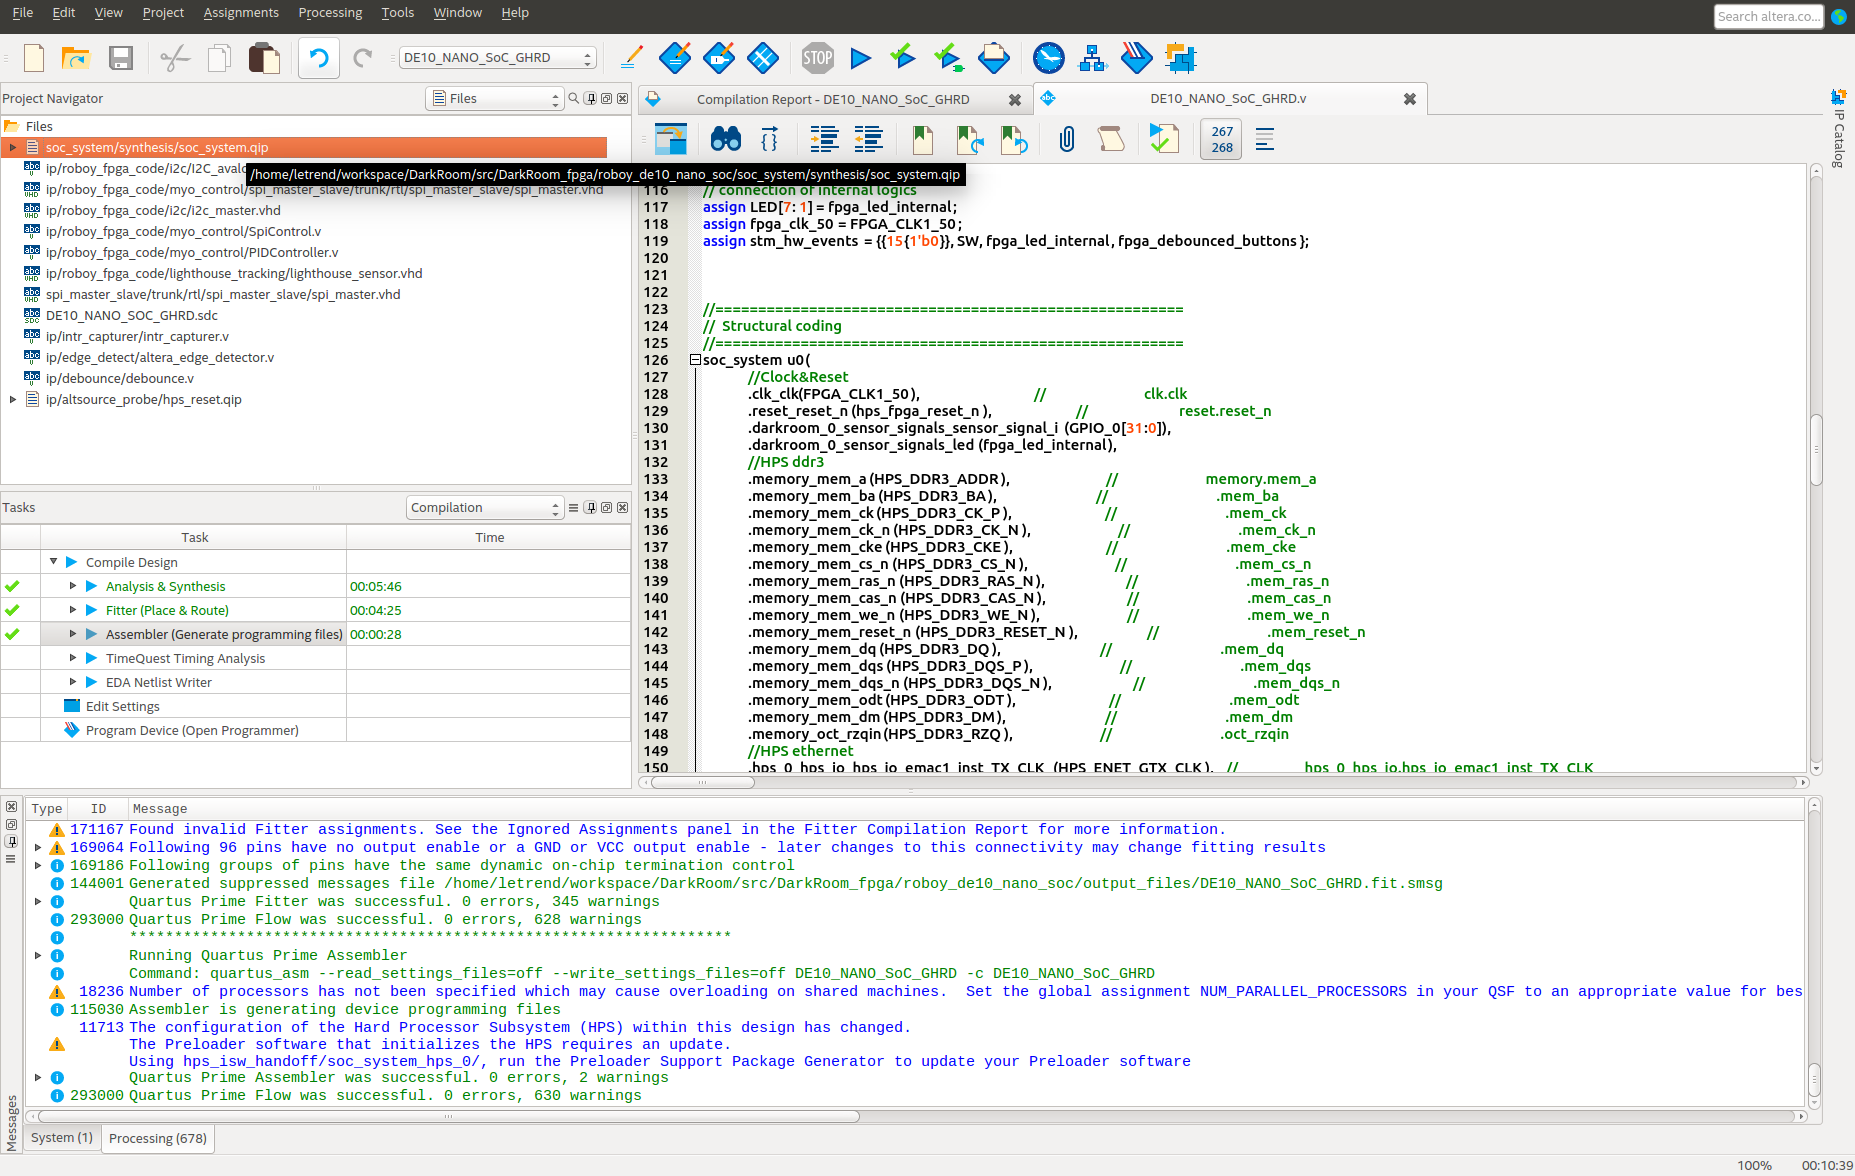 File Edit View Project Assignments Processing Tools Window Help
Search altera.co...
DE10_NANO_SoC_GHRD
STOP
Project Navigator
Files
Files
soc_system/synthesis/soc_system.qip
ip/roboy_fpga_code/i2c/I2C_avalo
/home/letrend/workspace/DarkRoom/src/DarkRoom_fpga/roboy_de10_nano_soc/soc_system/synthesis/soc_system.qip
ip/roboy_fpga_code/myo_control/spi_master_slave/trunk/rtl/spi_master_slave/spi_master_slave.vhd
ip/roboy_fpga_code/i2c/i2c_master.vhd
ip/roboy_fpga_code/myo_control/SpiControl.v
ip/roboy_fpga_code/myo_control/PIDController.v
ip/roboy_fpga_code/lighthouse_tracking/lighthouse_sensor.vhd
spi_master_slave/trunk/rtl/spi_master_slave/spi_master.vhd
DE10_NANO_SOC_GHRD.sdc
ip/intr_capturer/intr_capturer.v
ip/edge_detect/altera_edge_detector.v
ip/debounce/debounce.v
ip/altsource_probe/hps_reset.qip
Tasks
Compilation
Task Time
Compile Design
Analysis & Synthesis 00:05:46
Fitter (Place & Route) 00:04:25
Assembler (Generate programming files) 00:00:28
TimeQuest Timing Analysis
EDA Netlist Writer
Edit Settings
Program Device (Open Programmer)
Compilation Report - DE10_NANO_SoC_GHRD
DE10_NANO_SoC_GHRD.v
IP Catalog
267
268
116 // connection of internal logics
117 assign LED[7: 1] = fpga_led_internal;
118 assign fpga_clk_50 = FPGA_CLK1_50;
119 assign stm_hw_events = {{15{1'b0}}, SW, fpga_led_internal, fpga_debounced_buttons };
120
121
122
123 //=======================================================
124 // Structural coding
125 //=======================================================
126 soc_system u0(
127 //Clock&Reset
128 .clk_clk(FPGA_CLK1_50 ), // clk.clk
129 .reset_reset_n (hps_fpga_reset_n ), // reset.reset_n
130 .darkroom_0_sensor_signals_sensor_signal_i (GPIO_0[31:0]),
131 .darkroom_0_sensor_signals_led (fpga_led_internal),
132 //HPS ddr3
133 .memory_mem_a (HPS_DDR3_ADDR ), // memory.mem_a
134 .memory_mem_ba (HPS_DDR3_BA ), // .mem_ba
135 .memory_mem_ck (HPS_DDR3_CK_P ), // .mem_ck
136 .memory_mem_ck_n (HPS_DDR3_CK_N ), // .mem_ck_n
137 .memory_mem_cke (HPS_DDR3_CKE ), // .mem_cke
138 .memory_mem_cs_n (HPS_DDR3_CS_N ), // .mem_cs_n
139 .memory_mem_ras_n (HPS_DDR3_RAS_N ), // .mem_ras_n
140 .memory_mem_cas_n (HPS_DDR3_CAS_N ), // .mem_cas_n
141 .memory_mem_we_n (HPS_DDR3_WE_N ), // .mem_we_n
142 .memory_mem_reset_n (HPS_DDR3_RESET_N ), // .mem_reset_n
143 .memory_mem_dq (HPS_DDR3_DQ ), // .mem_dq
144 .memory_mem_dqs (HPS_DDR3_DQS_P ), // .mem_dqs
145 .memory_mem_dqs_n (HPS_DDR3_DQS_N ), // .mem_dqs_n
146 .memory_mem_odt (HPS_DDR3_ODT ), // .mem_odt
147 .memory_mem_dm (HPS_DDR3_DM ), // .mem_dm
148 .memory_oct_rzqin (HPS_DDR3_RZQ ), // .oct_rzqin
149 //HPS ethernet
150 .hps_0_hps_io_hps_io_emac1_inst_TX_CLK (HPS_ENET_GTX_CLK ), // hps_0_hps_io.hps_io_emac1_inst_TX_CLK
Type ID Message
171167 Found invalid Fitter assignments. See the Ignored Assignments panel in the Fitter Compilation Report for more information.
169064 Following 96 pins have no output enable or a GND or VCC output enable - later changes to this connectivity may change fitting results
169186 Following groups of pins have the same dynamic on-chip termination control
144001 Generated suppressed messages file /home/letrend/workspace/DarkRoom/src/DarkRoom_fpga/roboy_de10_nano_soc/output_files/DE10_NANO_SoC_GHRD.fit.smsg
Quartus Prime Fitter was successful. 0 errors, 345 warnings
293000 Quartus Prime Flow was successful. 0 errors, 628 warnings
*******************************************************************
Running Quartus Prime Assembler
Command: quartus_asm --read_settings_files=off --write_settings_files=off DE10_NANO_SoC_GHRD -c DE10_NANO_SoC_GHRD
18236 Number of processors has not been specified which may cause overloading on shared machines.  Set the global assignment NUM_PARALLEL_PROCESSORS in your QSF to an appropriate value for bes
115030 Assembler is generating device programming files
11713 The configuration of the Hard Processor Subsystem (HPS) within this design has changed.
The Preloader software that initializes the HPS requires an update.
Using hps_isw_handoff/soc_system_hps_0/, run the Preloader Support Package Generator to update your Preloader software
Quartus Prime Assembler was successful. 0 errors, 2 warnings
293000 Quartus Prime Flow was successful. 0 errors, 630 warnings
Messages
System (1) Processing (678)
100% 00:10:39